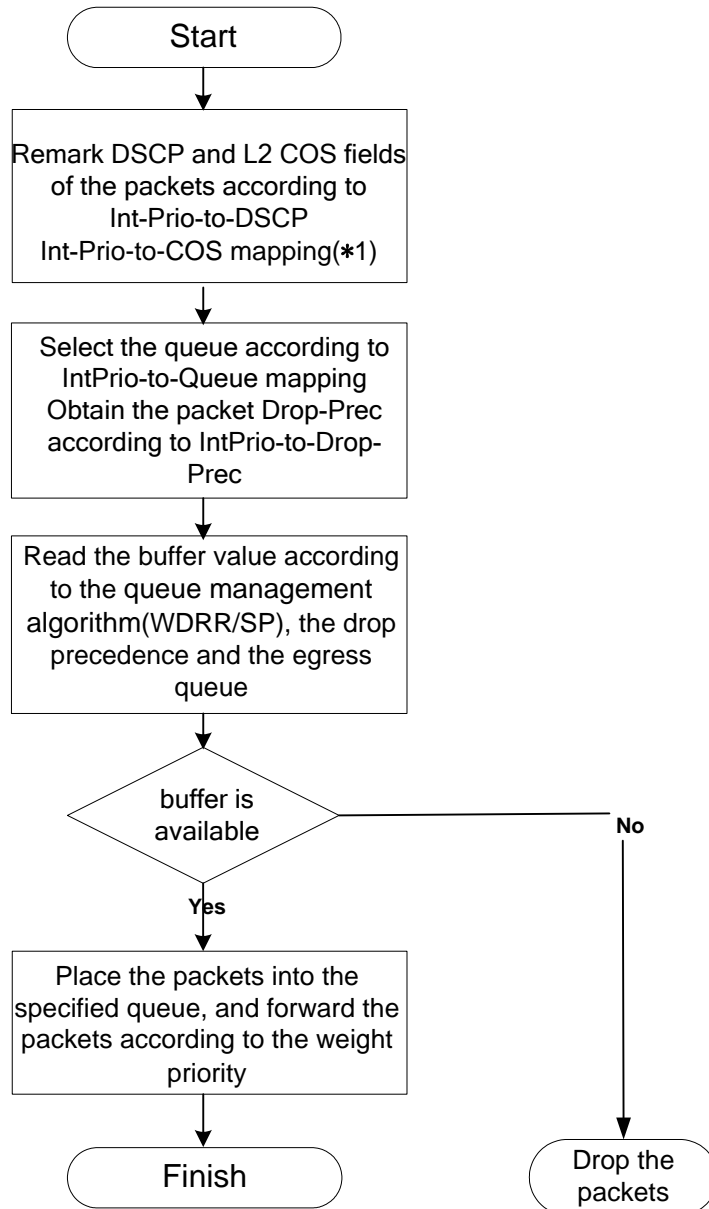 Start
Remark DSCP and L2 COS fields
of the packets according to
Int-Prio-to-DSCP
Int-Prio-to-COS mapping(*1)
Select the queue according to
IntPrio-to-Queue mapping
Obtain the packet Drop-Prec
according to IntPrio-to-Drop-
Prec
Read the buffer value according
to the queue management
algorithm(WDRR/SP), the drop
precedence and the egress
queue
buffer is
available
No
Yes
Place the packets into the
specified queue, and forward the
packets according to the weight
priority
Finish
Drop the
packets